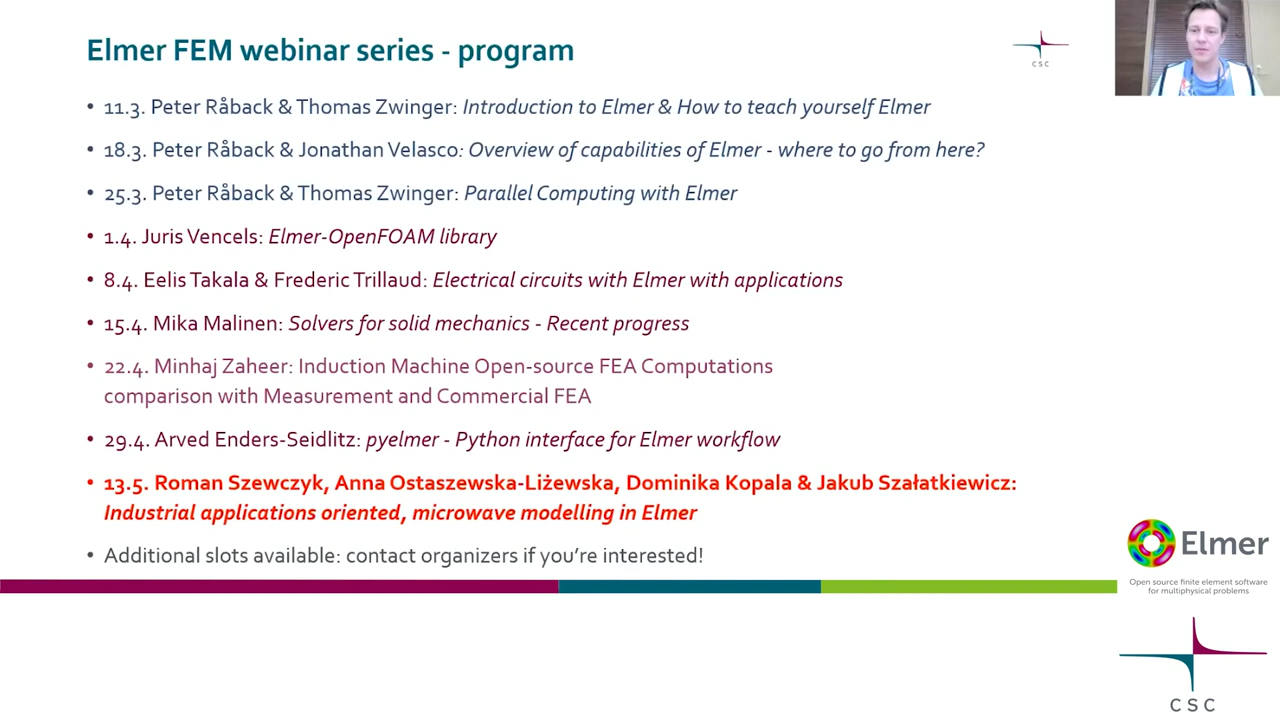 Elmer FEM webinar series - program
CSC
• 11.3. Peter Råback & Thomas Zwinger: Introduction to Elmer & How to teach yourself Elmer
• 18.3. Peter Råback & Jonathan Velasco: Overview of capabilities of Elmer - where to go from here?
• 25.3. Peter Råback & Thomas Zwinger: Parallel Computing with Elmer
• 1.4. Juris Vencels: Elmer-OpenFOAM library
• 8.4. Eelis Takala & Frederic Trillaud: Electrical circuits with Elmer with applications
• 15.4. Mika Malinen: Solvers for solid mechanics - Recent progress
• 22.4. Minhaj Zaheer: Induction Machine Open-source FEA Computations
comparison with Measurement and Commercial FEA
• 29.4. Arved Enders-Seidlitz: pyelmer - Python interface for Elmer workflow
• 13.5. Roman Szewczyk, Anna Ostaszewska-Liżewska, Dominika Kopala & Jakub Szałatkiewicz:
Industrial applications oriented, microwave modelling in Elmer
• Additional slots available: contact organizers if you're interested!
Elmer
Open source finite element software
for multiphysical problems
CSC